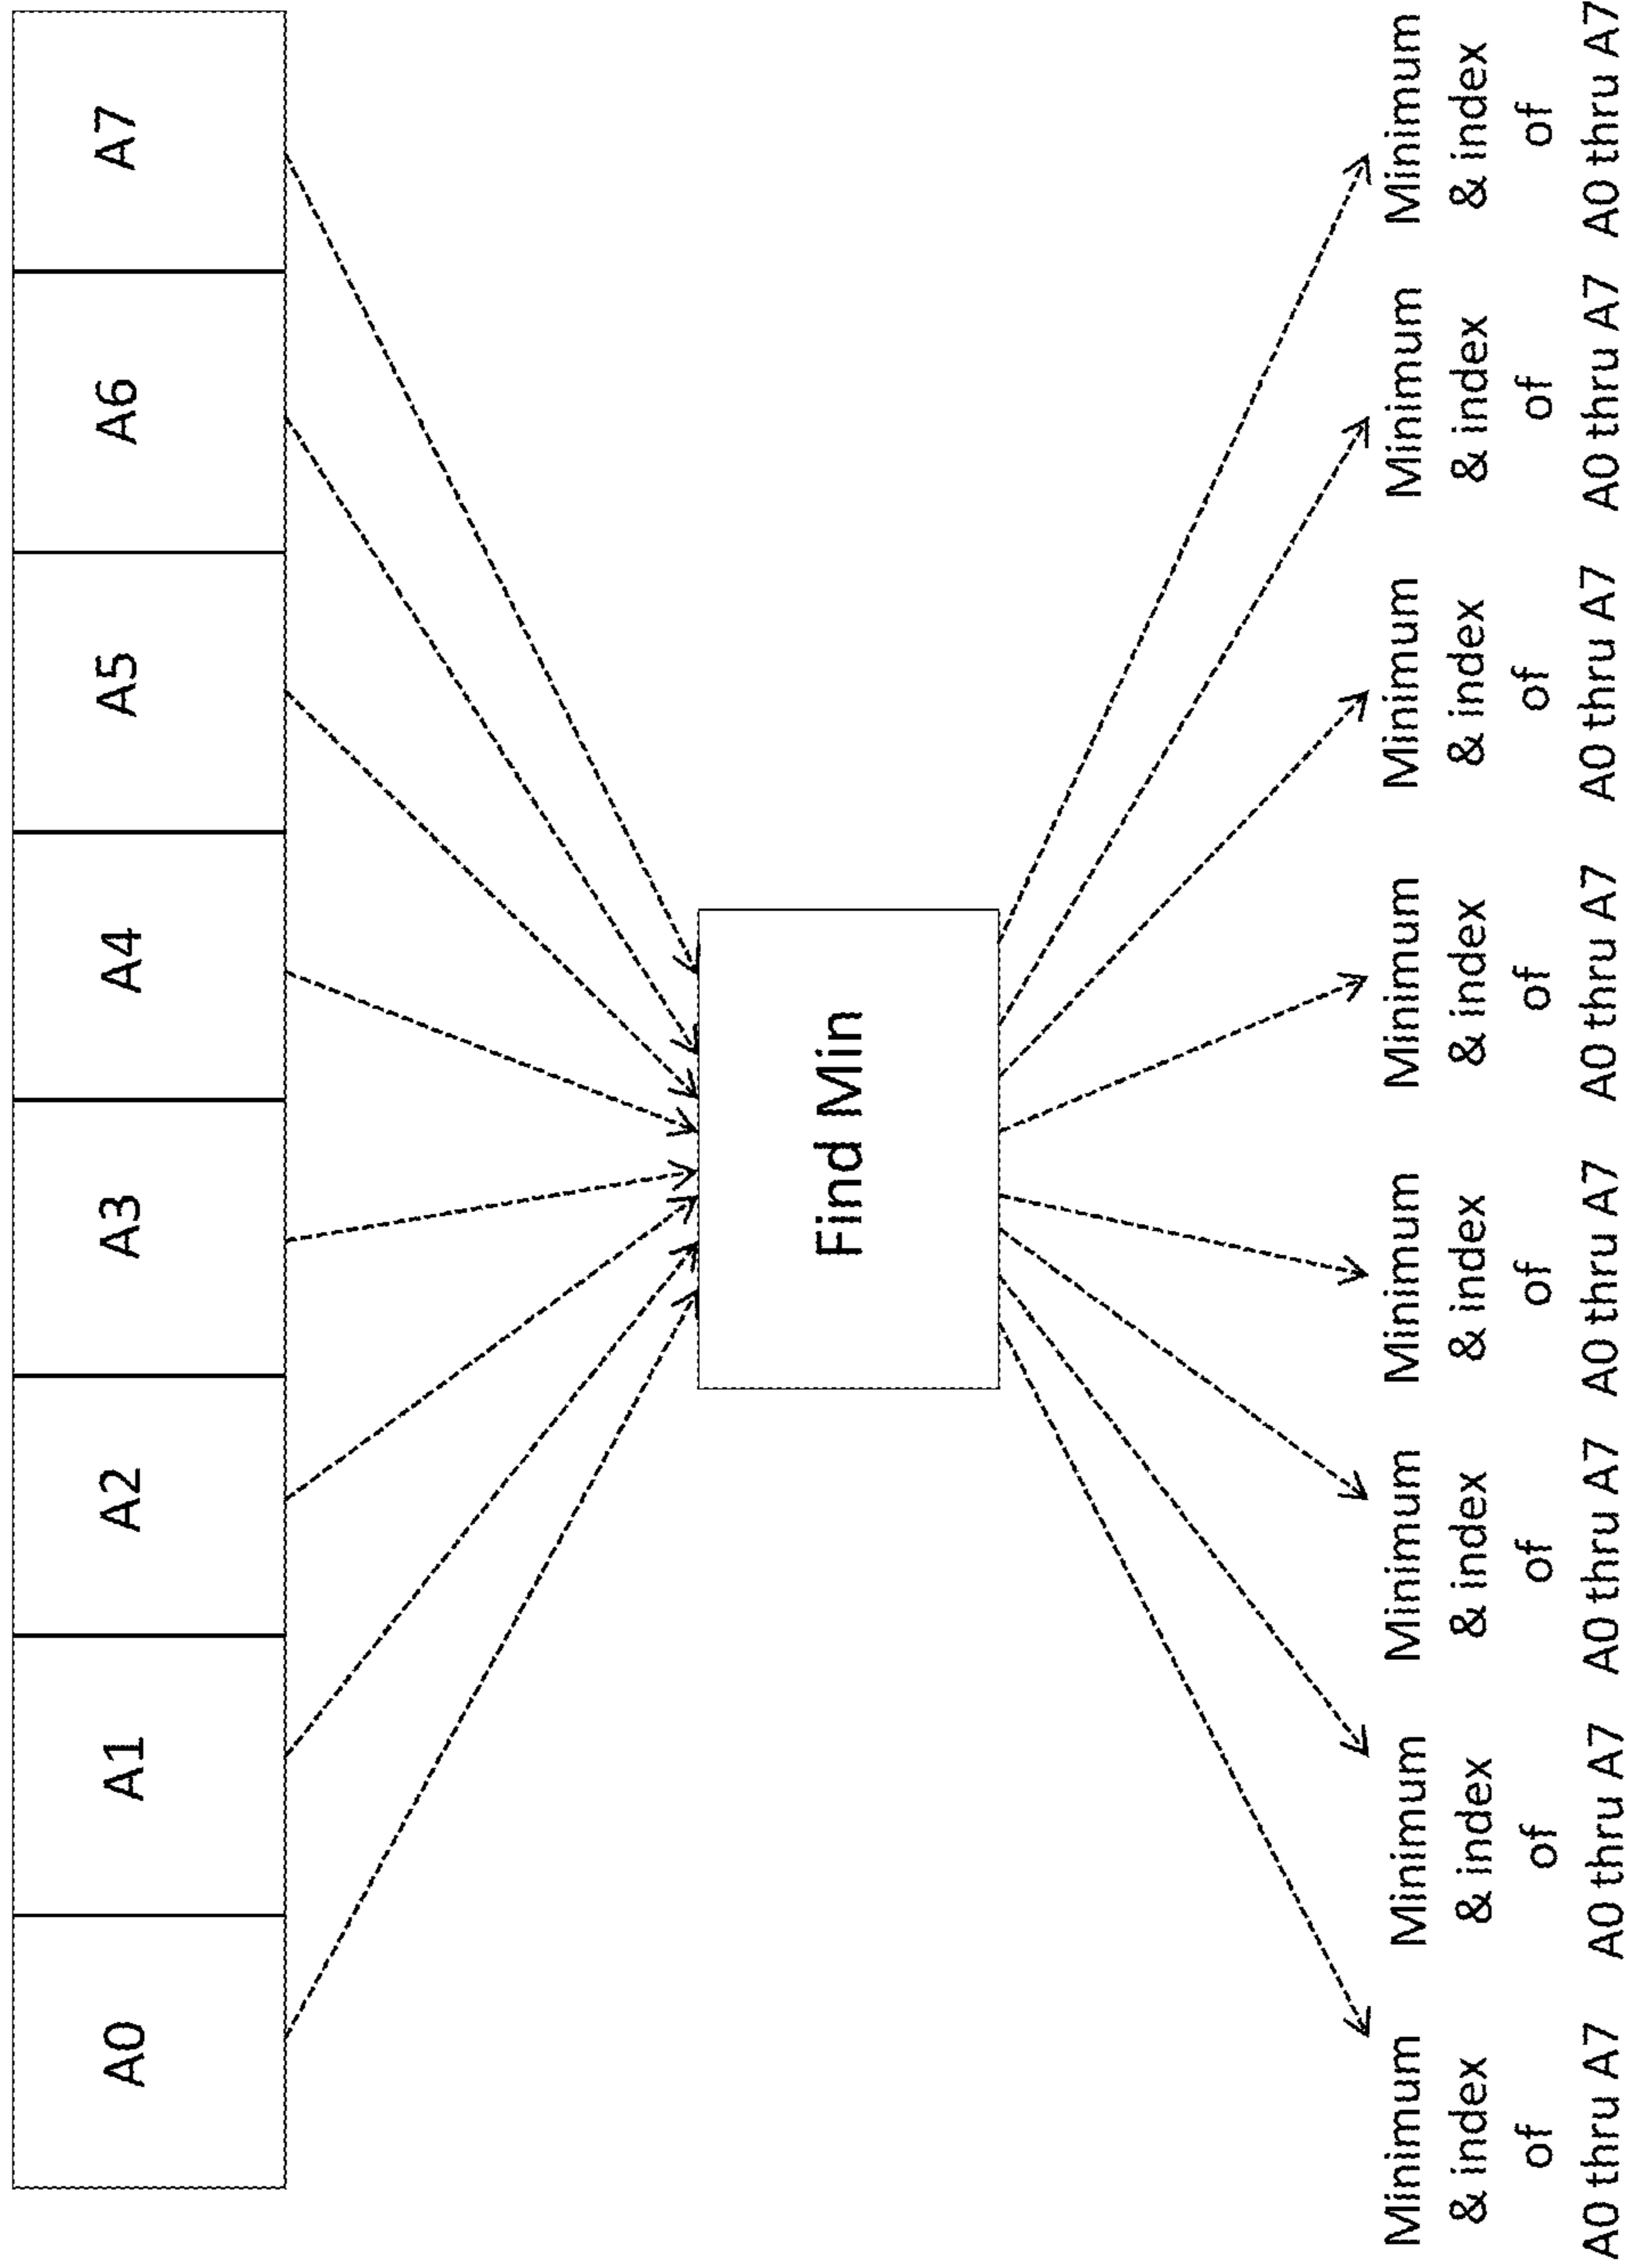 A0
A1
A2
A3
A4
A5
A6
A7
Find Min
Minimum
& index
of
A0 thru A7
Minimum
& index
of
A0 thru A7
Minimum
& index
of
A0 thru A7
Minimum
& index
of
A0 thru A7
Minimum
& index
of
A0 thru A7
Minimum
& index
of
A0 thru A7
Minimum
& index
of
A0 thru A7
Minimum
& index
of
A0 thru A7